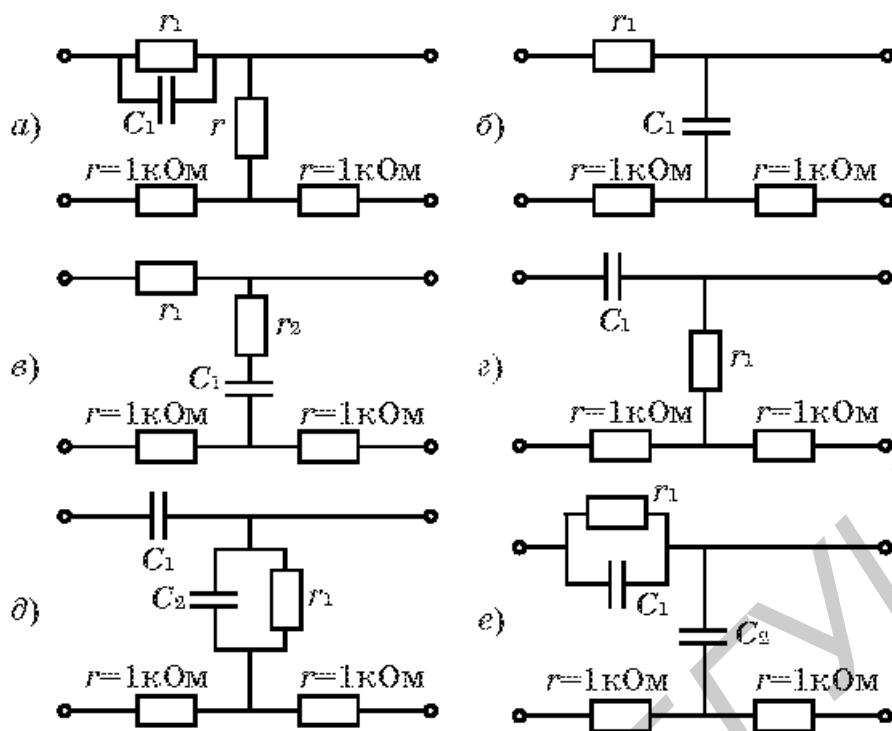 r₁
C₁
r
а)
r=1кОм
r=1кОм
r₁
C₁
б)
r=1кОм
r=1кОм
r₁
r₂
C₁
в)
r=1кОм
r=1кОм
C₁
r₁
г)
r=1кОм
r=1кОм
C₁
C₂
r₁
д)
r=1кОм
r=1кОм
r₁
C₁
C₂
е)
r=1кОм
r=1кОм